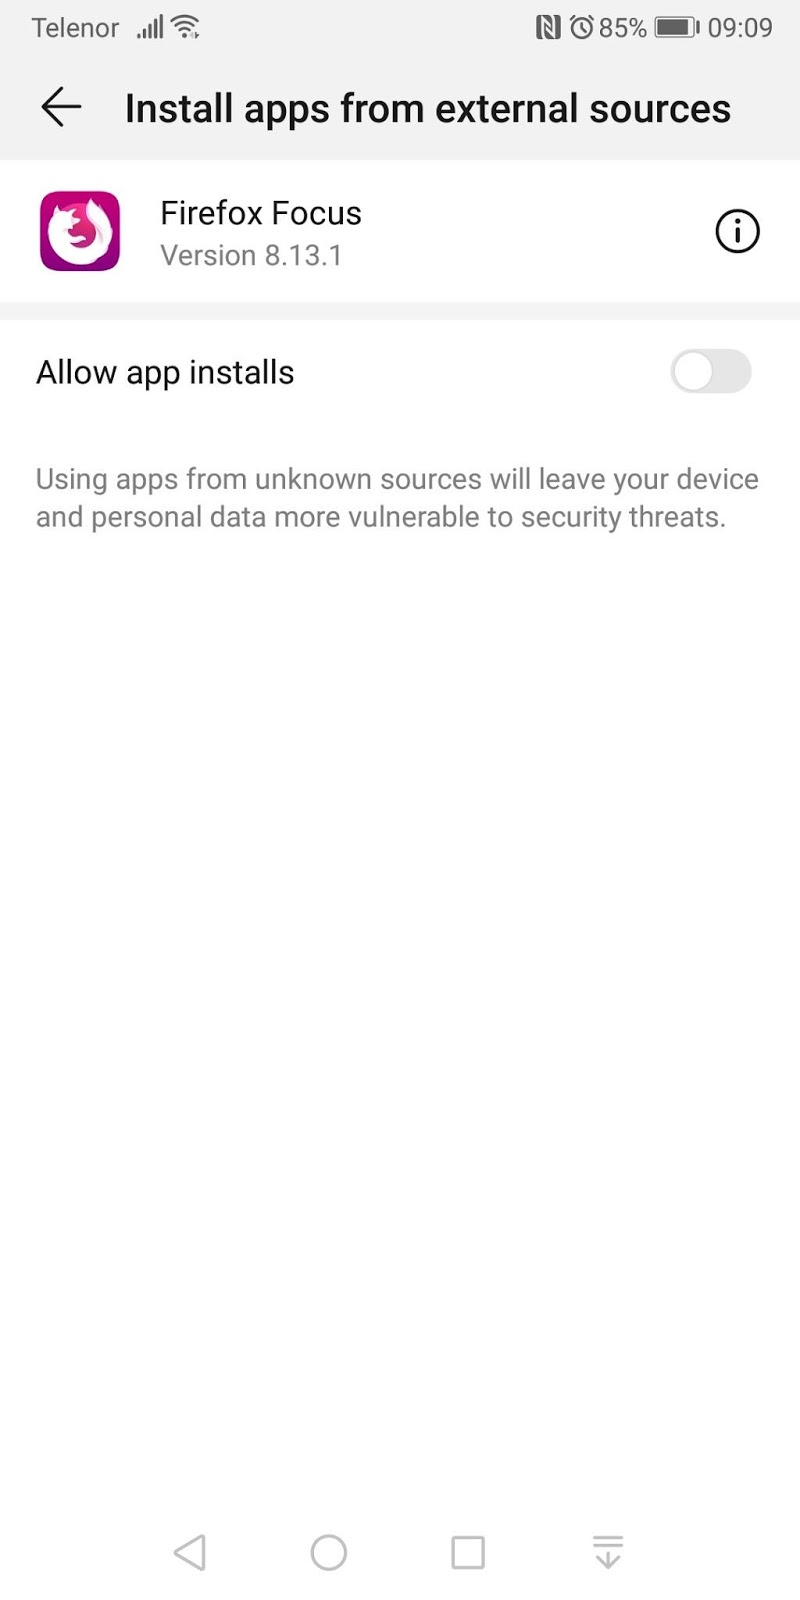 Telenor 85% 09:09
Install apps from external sources
Firefox Focus
Version 8.13.1
Allow app installs
Using apps from unknown sources will leave your device
and personal data more vulnerable to security threats.